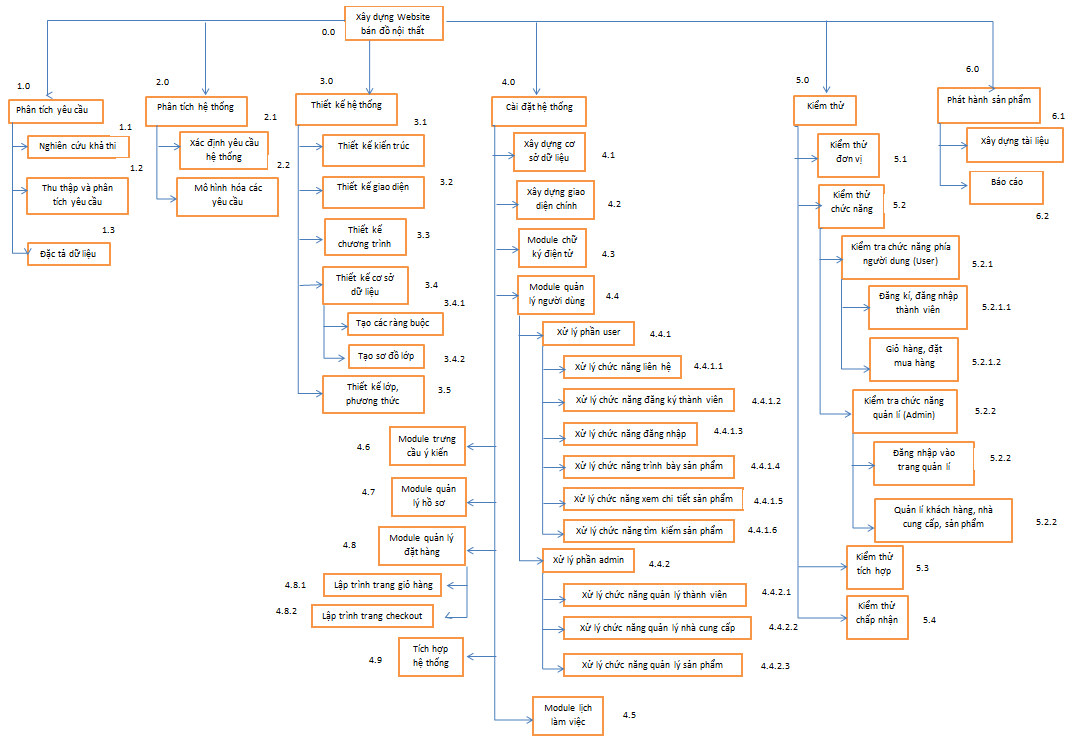 Xây dựng Website
bán đồ nội thất
0.0
1.0
Phân tích yêu cầu
1.1
Nghiên cứu khả thi
1.2
Thu thập và phân
tích yêu cầu
1.3
Đặc tả dữ liệu
2.0
Phân tích hệ thống
2.1
Xác định yêu cầu
hệ thống
2.2
Mô hình hóa các
yêu cầu
3.0
Thiết kế hệ thống
3.1
Thiết kế kiến trúc
3.2
Thiết kế giao diện
3.3
Thiết kế
chương trình
3.4
Thiết kế cơ sở
dữ liệu
3.4.1
Tạo các ràng buộc
3.4.2
Tạo sơ đồ lớp
3.5
Thiết kế lớp,
phương thức
4.0
Cài đặt hệ thống
Xây dựng cơ
sở dữ liệu
4.1
Xây dựng giao
diện chính
4.2
Module chữ
ký điện tử
4.3
Module quản
lý người dùng
4.4
Xử lý phần user
4.4.1
Xử lý chức năng liên hệ
4.4.1.1
Xử lý chức năng đăng ký thành viên
4.4.1.2
Xử lý chức năng đăng nhập
4.4.1.3
Xử lý chức năng trình bày sản phẩm
4.4.1.4
Xử lý chức năng xem chi tiết sản phẩm
4.4.1.5
Xử lý chức năng tìm kiếm sản phẩm
4.4.1.6
Xử lý phần admin
4.4.2
Xử lý chức năng quản lý thành viên
4.4.2.1
Xử lý chức năng quản lý nhà cung cấp
4.4.2.2
Xử lý chức năng quản lý sản phẩm
4.4.2.3
Module lịch
làm việc
4.5
4.6
Module trưng
cầu ý kiến
4.7
Module quản
lý hồ sơ
4.8
Module quản lý
đặt hàng
4.8.1
Lập trình trang giỏ hàng
4.8.2
Lập trình trang checkout
4.9
Tích hợp
hệ thống
5.0
Kiểm thử
Kiểm thử
đơn vị
5.1
Kiểm thử
chức năng
5.2
Kiểm tra chức năng phía
người dung (User)
5.2.1
Đăng kí, đăng nhập
thành viên
5.2.1.1
Giỏ hàng, đặt
mua hàng
5.2.1.2
Kiểm tra chức năng
quản lí (Admin)
5.2.2
Đăng nhập vào
trang quản lí
5.2.2
Quản lí khách hàng, nhà
cung cấp, sản phẩm
5.2.2
Kiểm thử
tích hợp
5.3
Kiểm thử
chấp nhận
5.4
6.0
Phát hành sản phẩm
6.1
Xây dựng tài liệu
Báo cáo
6.2